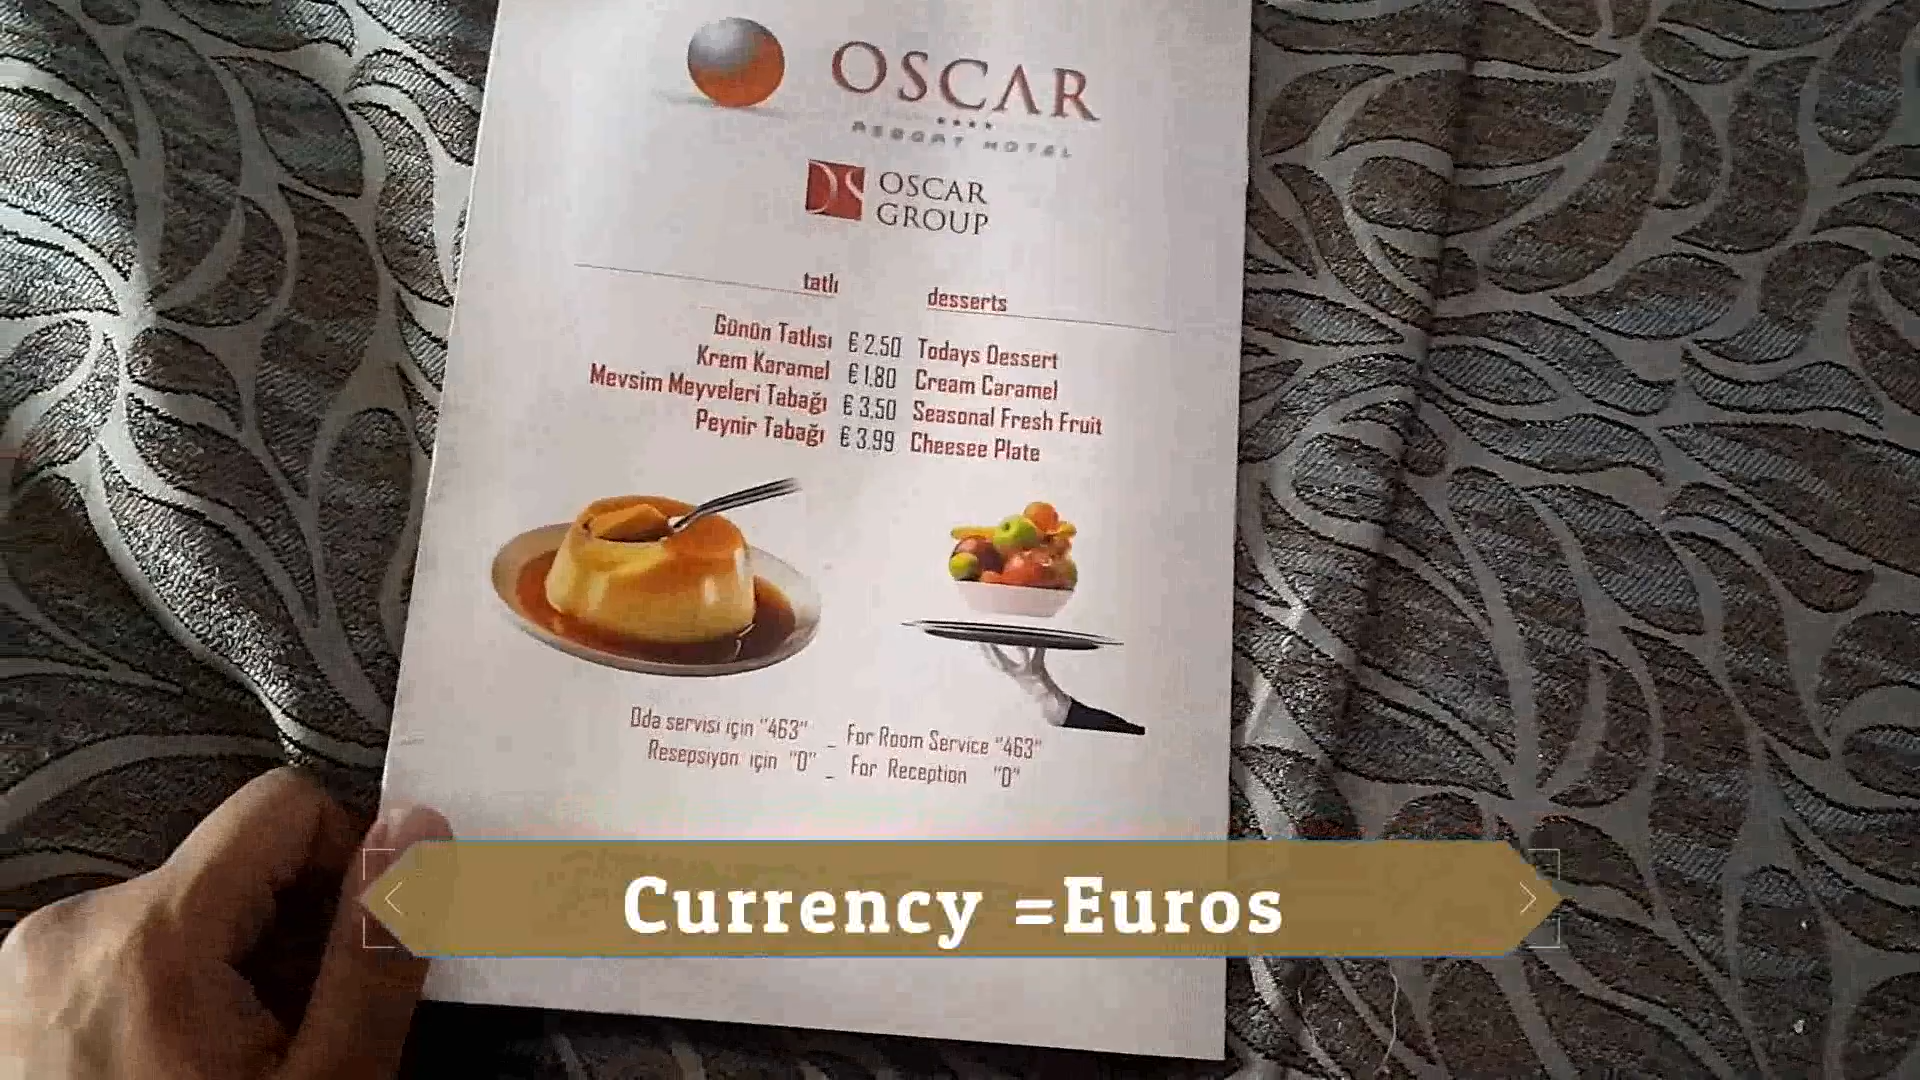 OSCAR
RESORT HOTEL
OSCAR
GROUP
tatlı desserts
Günün Tatlısı € 2.50 Todays Dessert
Krem Karamel € 1.80 Cream Caramel
Mevsim Meyveleri Tabağı € 3.50 Seasonal Fresh Fruit
Peynir Tabağı € 3.99 Cheesee Plate
Oda servisi için "463" _ For Room Service "463"
Resepsiyon için "0" _ For Reception "0"
Currency =Euros